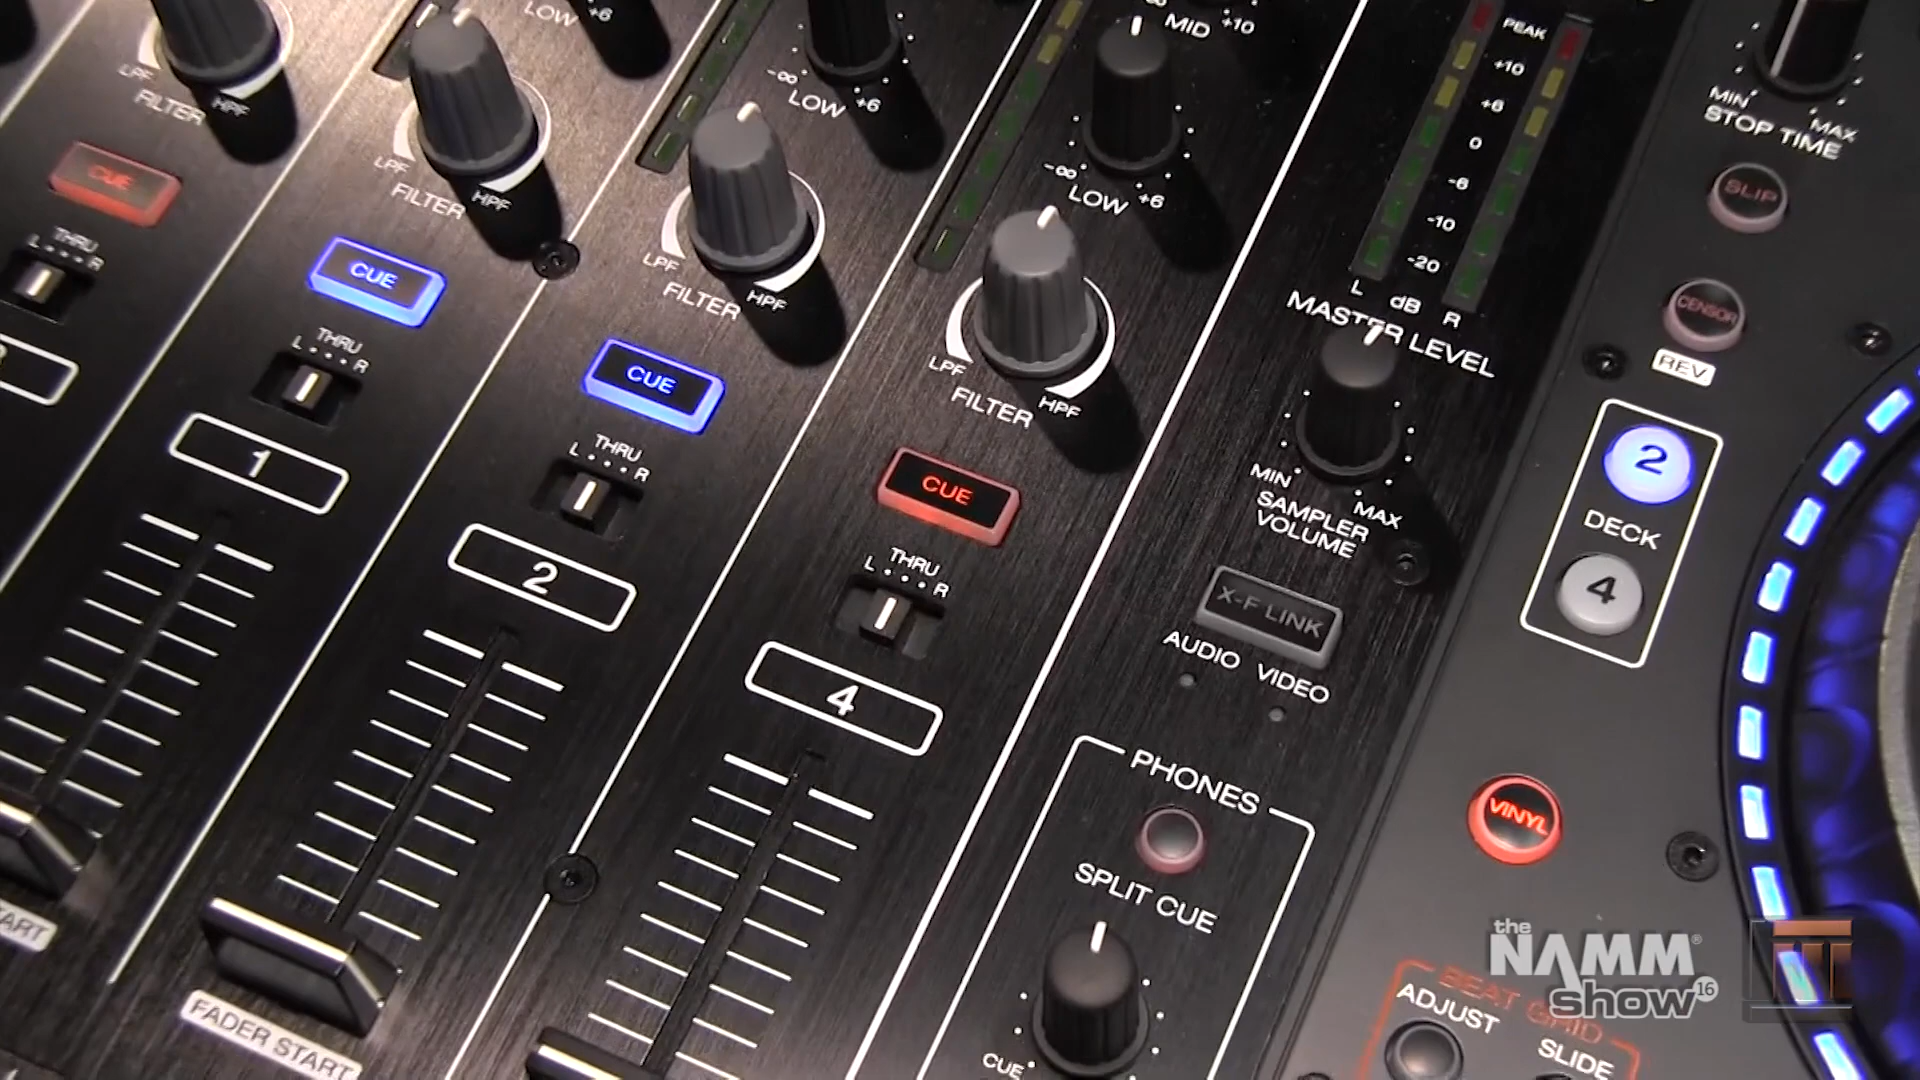 LOW +6
LPF
FILTER
HPF
CUE
THRU
L R
LPF
FILTER
HPF
CUE
THRU
L R
1
-∞ LOW +6
LPF
FILTER
HPF
CUE
THRU
L R
2
FADER START
MID +10
-∞ LOW +6
LPF
FILTER
HPF
CUE
THRU
L R
4
PEAK
+10
+6
0
-6
-10
-20
L dB R
MASTER LEVEL
MIN MAX
SAMPLER
VOLUME
X-F LINK
AUDIO VIDEO
PHONES
SPLIT CUE
CUE
MIN MAX
STOP TIME
SLIP
CENSOR
REV
2
DECK
4
VINYL
BEAT GRID
ADJUST
SLIDE
the
NAMM®
show16